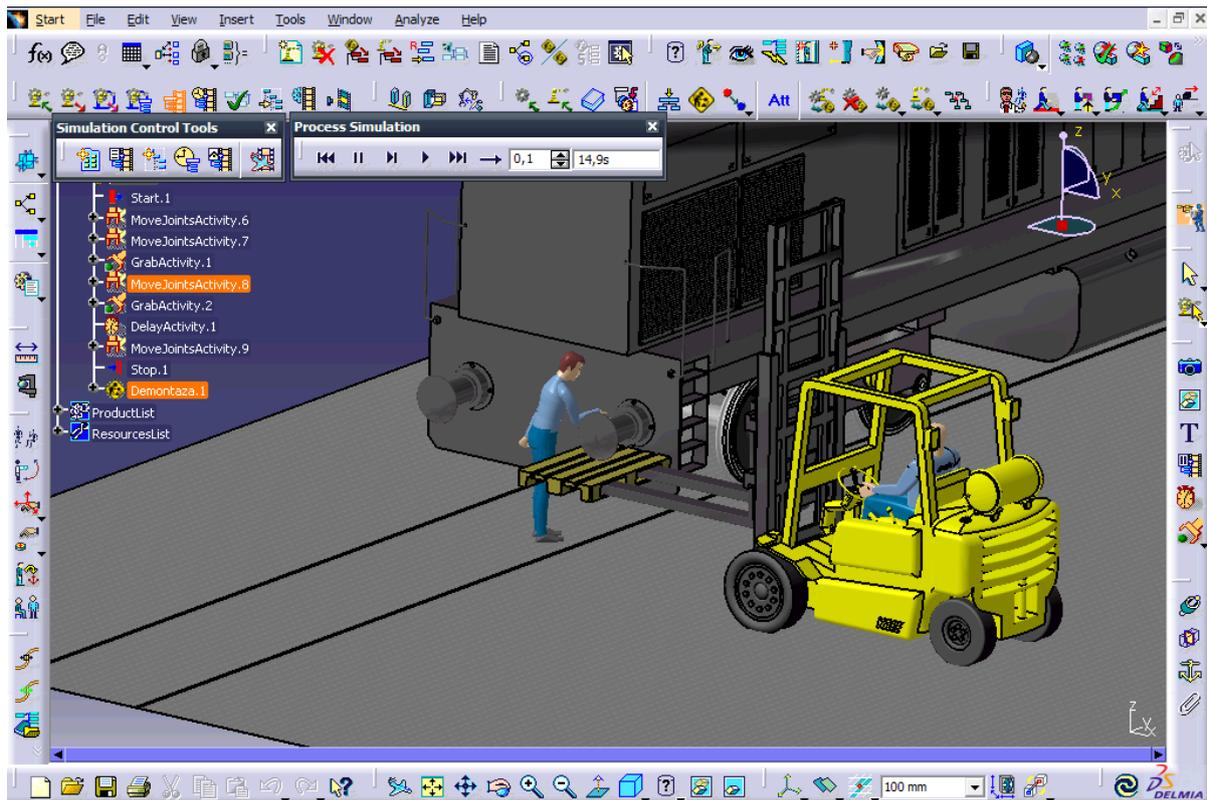 Start File Edit View Insert Tools Window Analyze Help
f(x)
Att
Simulation Control Tools
Process Simulation
0,1 14,9s
Start.1
MoveJointsActivity.6
MoveJointsActivity.7
GrabActivity.1
MoveJointsActivity.8
GrabActivity.2
DelayActivity.1
MoveJointsActivity.9
Stop.1
Demontaza.1
ProductList
ResourcesList
z
y
x
T
z
y
x
100 mm
DS DELMIA